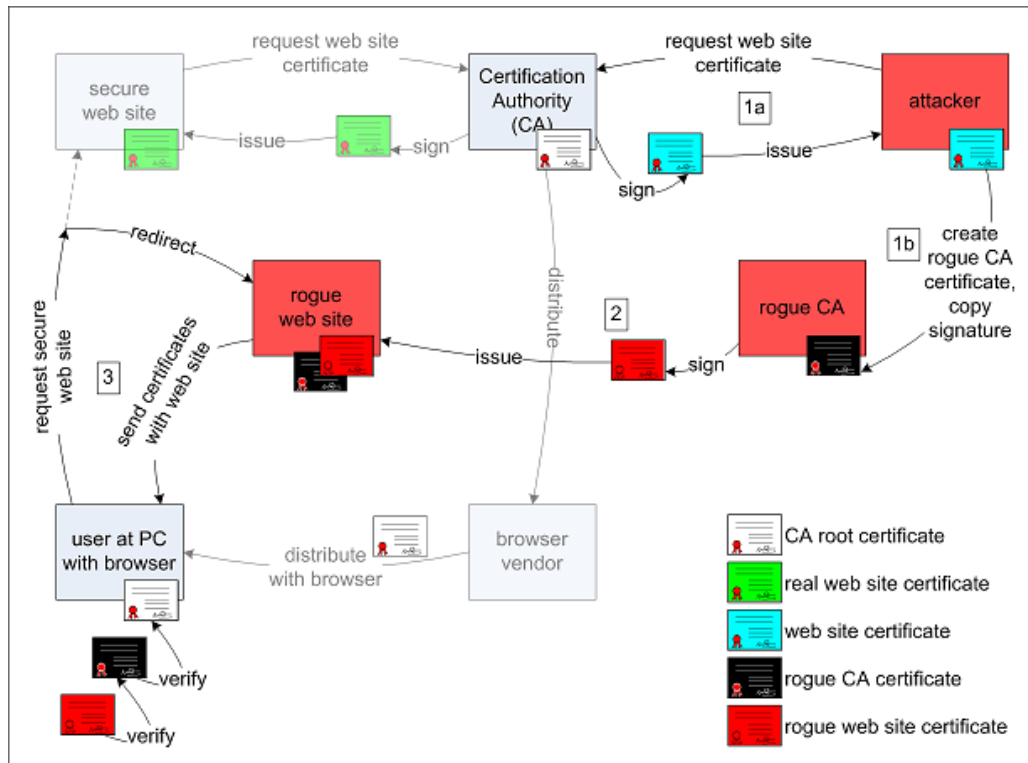 request web site
certificate
request web site
certificate
secure
web site
Certification
Authority
(CA)
attacker
1a
issue
sign
issue
sign
redirect
1b
create
rogue CA
certificate,
copy
signature
rogue
web site
distribute
2
rogue CA
issue
sign
request secure
web site
3
send certificates
with web site
user at PC
with browser
distribute
with browser
browser
vendor
CA root certificate
real web site certificate
web site certificate
rogue CA certificate
rogue web site certificate
verify
verify